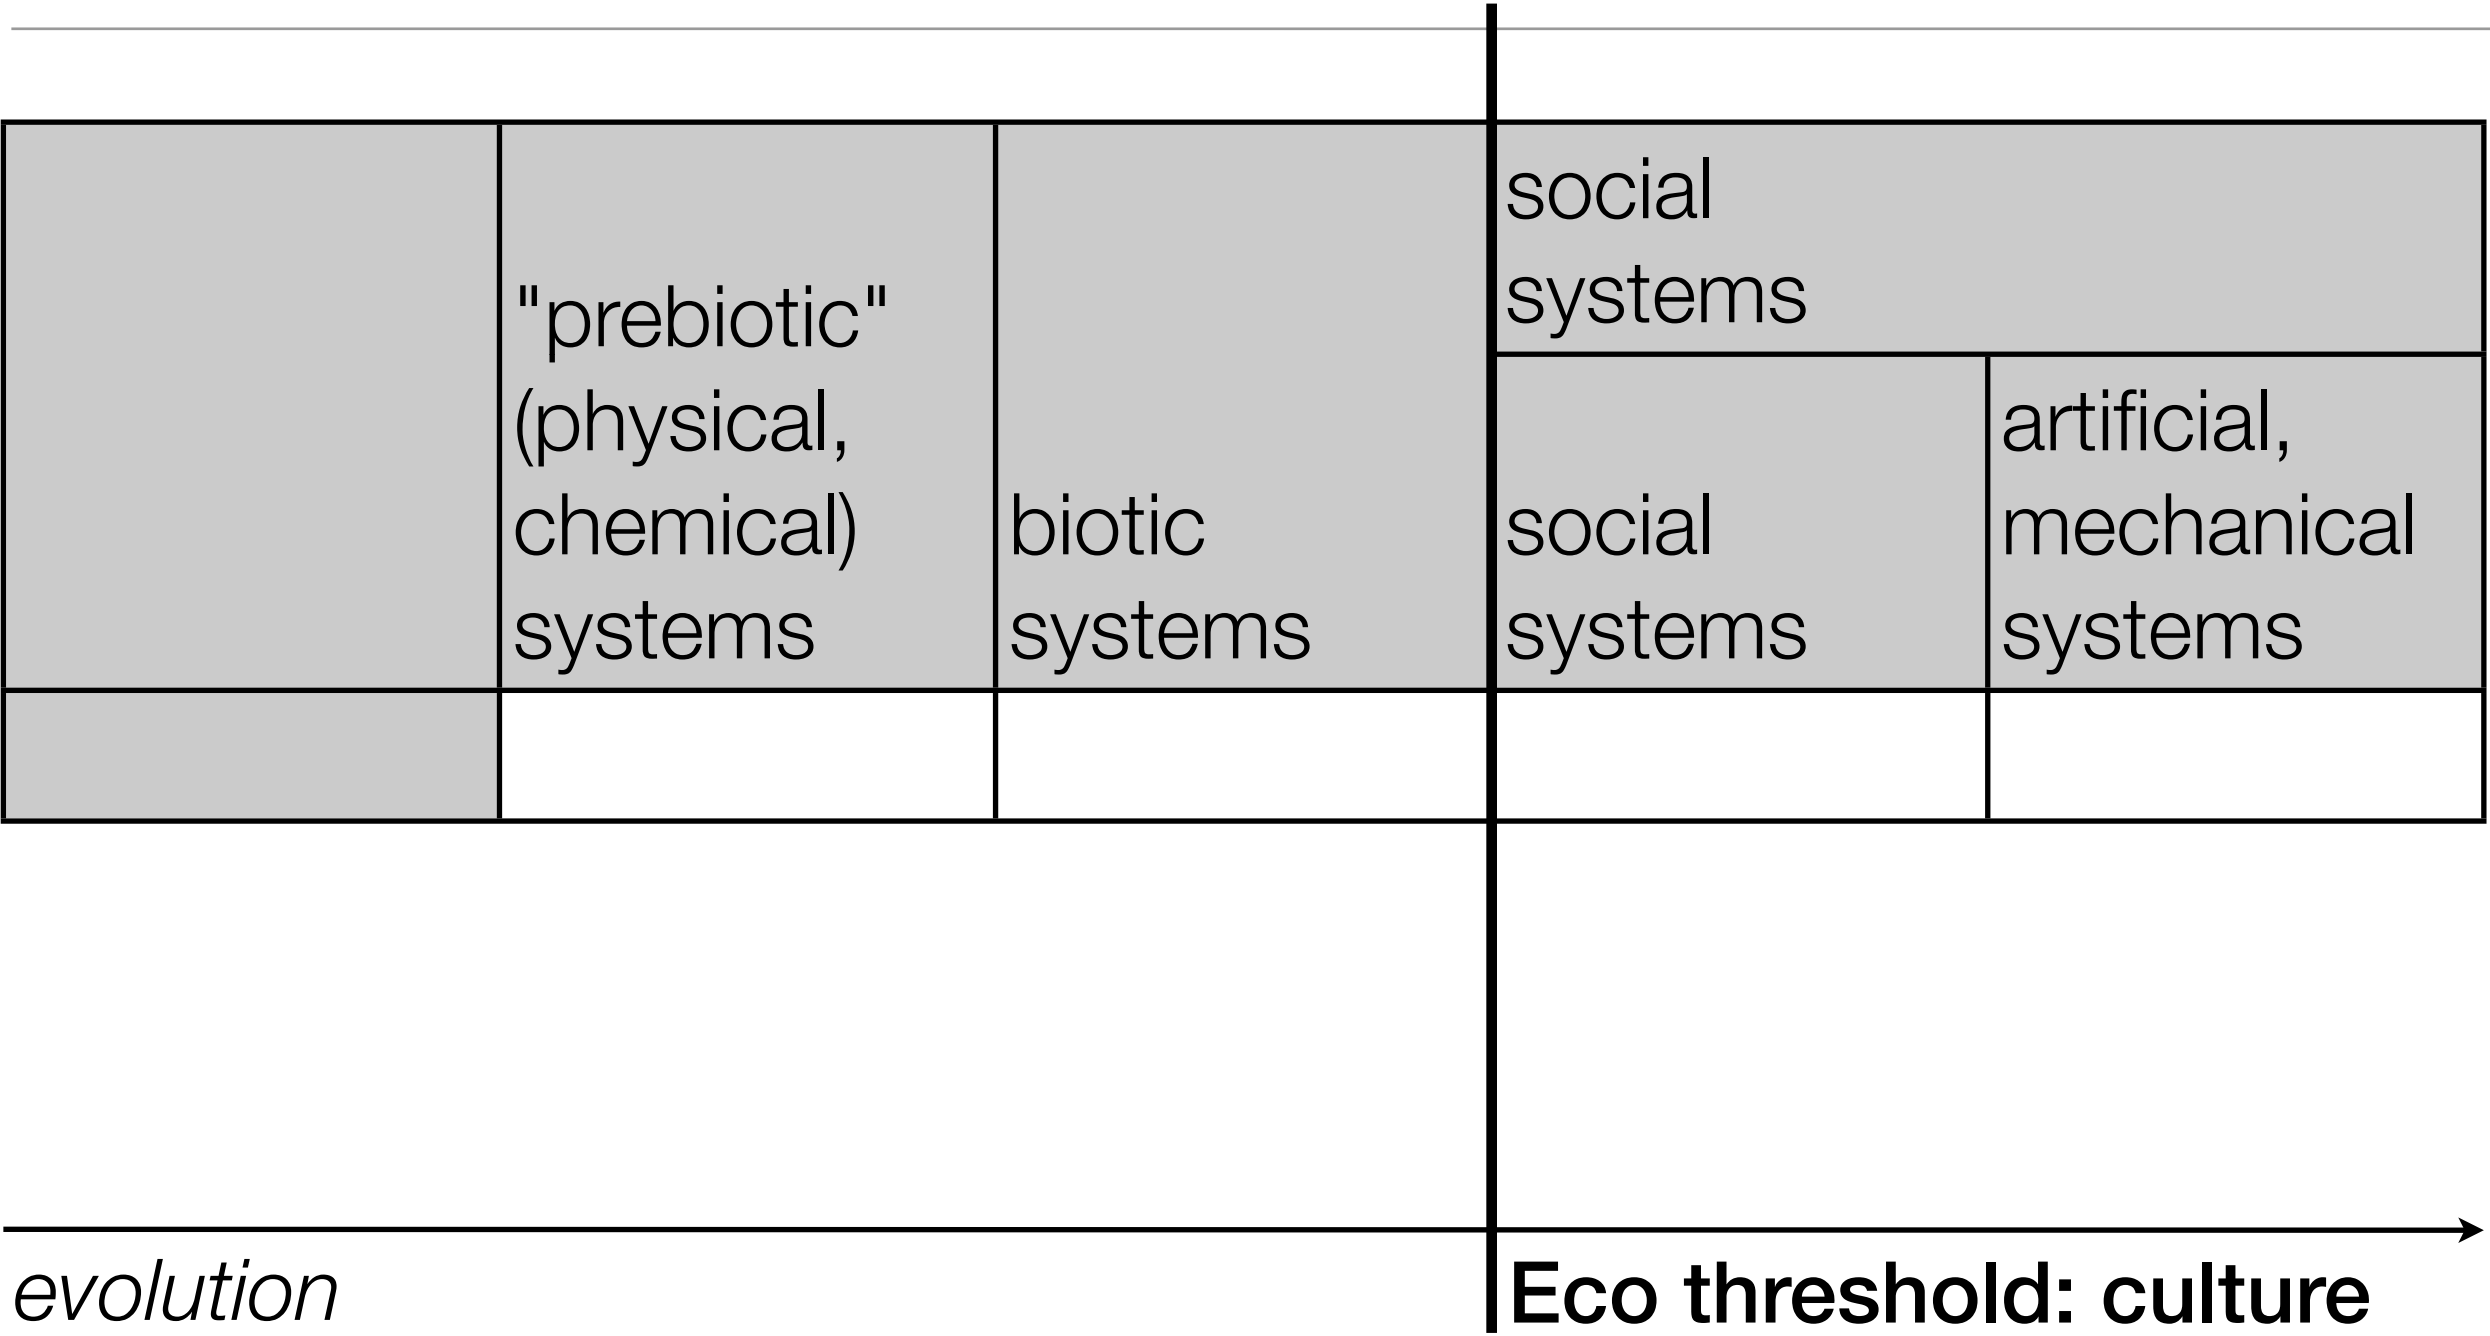 social
systems
"prebiotic"
(physical,
chemical)
systems
biotic
systems
social
systems
artificial,
mechanical
systems
evolution
Eco threshold: culture